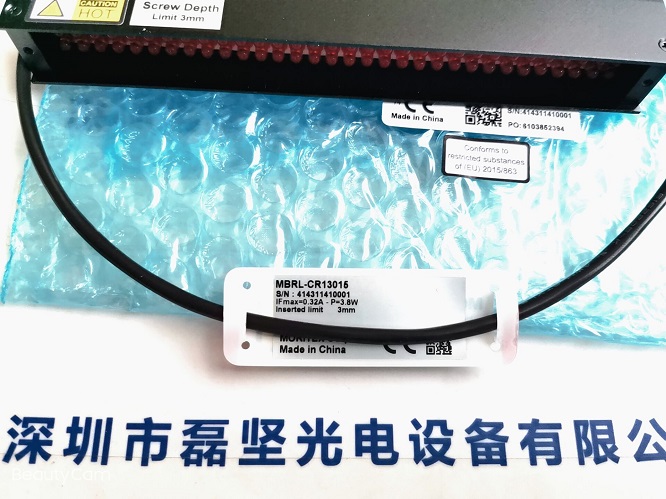 CAUTION
HOT
Screw Depth
Limit 3mm
Made in China
S/N:414311410001
PO: 6103852394
Conforms to
restricted substances
of (EU) 2015/863
MBRL-CR13015
S/N : 414311410001
IFmax=0.32A - P=3.8W
Inserted limit 3mm
Made in China
深圳市磊坚光电设备有限公
BeautyCam